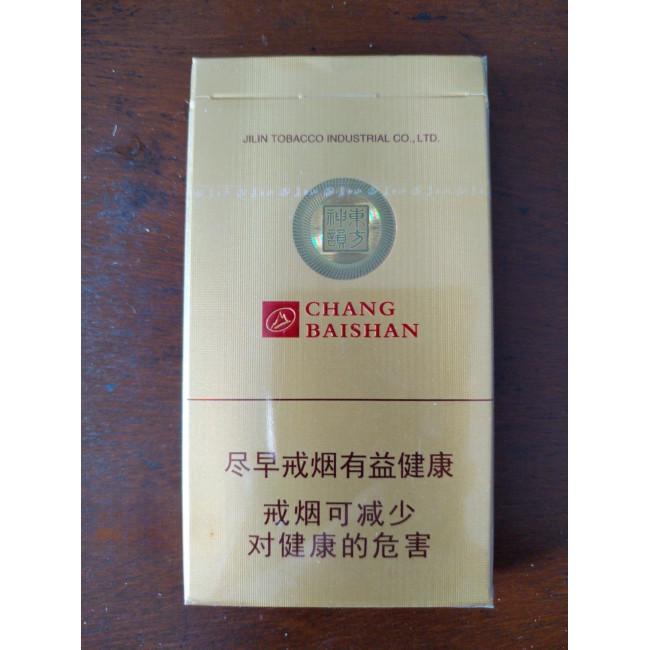 JILIN TOBACCO INDUSTRIAL CO., LTD.
東方
神韻
CHANG
BAISHAN
尽早戒烟有益健康
戒烟可减少
对健康的危害